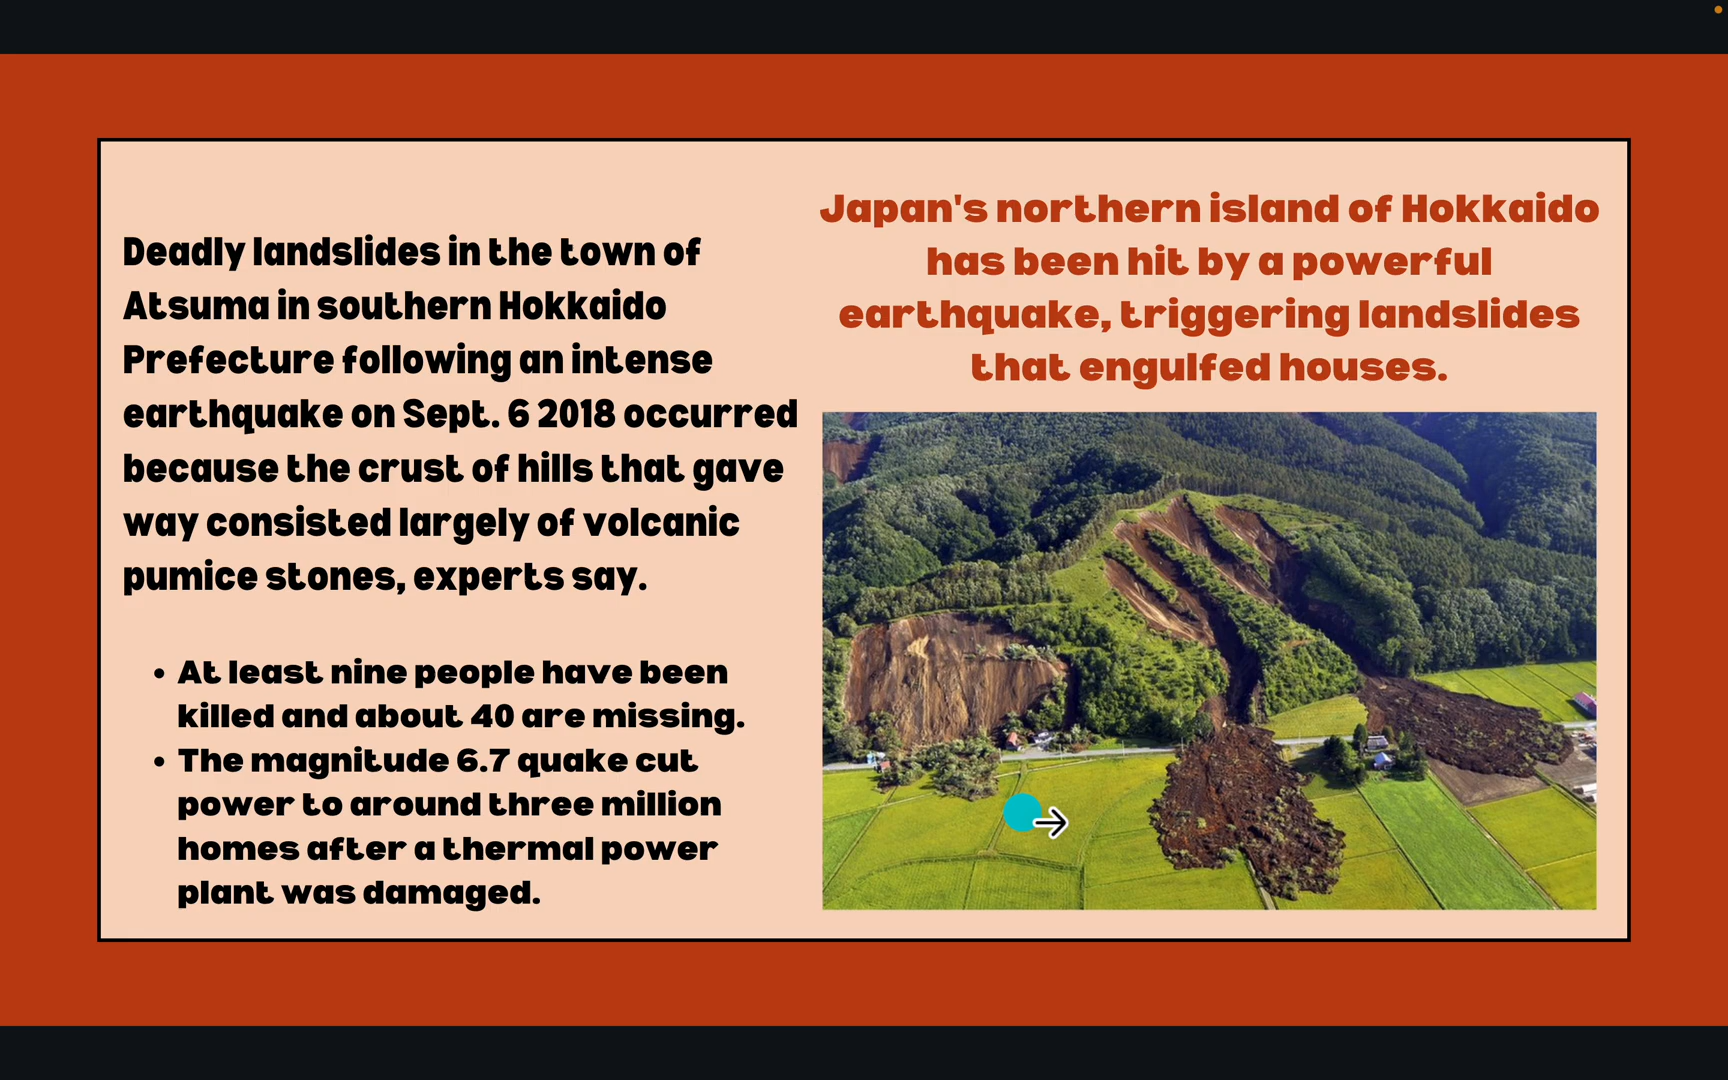 Deadly landslides in the town of
Atsuma in southern Hokkaido
Prefecture following an intense
earthquake on Sept. 6 2018 occurred
because the crust of hills that gave
way consisted largely of volcanic
pumice stones, experts say.
• At least nine people have been
killed and about 40 are missing.
• The magnitude 6.7 quake cut
power to around three million
homes after a thermal power
plant was damaged.
Japan's northern island of Hokkaido
has been hit by a powerful
earthquake, triggering landslides
that engulfed houses.